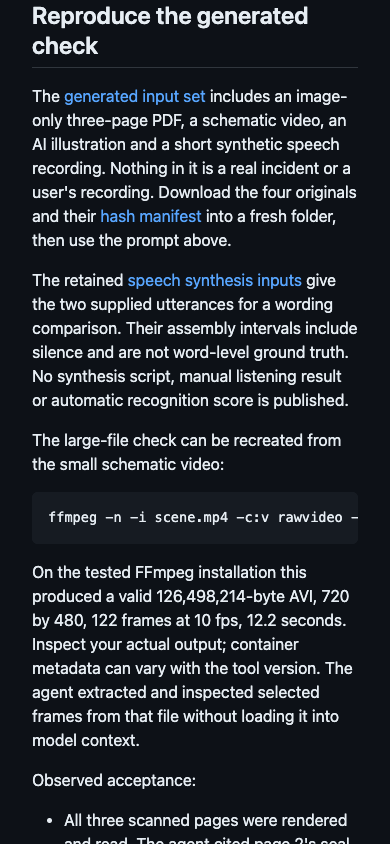 Reproduce the generated
check
The generated input set includes an image-
only three-page PDF, a schematic video, an
AI illustration and a short synthetic speech
recording. Nothing in it is a real incident or a
user's recording. Download the four originals
and their hash manifest into a fresh folder,
then use the prompt above.
The retained speech synthesis inputs give
the two supplied utterances for a wording
comparison. Their assembly intervals include
silence and are not word-level ground truth.
No synthesis script, manual listening result
or automatic recognition score is published.
The large-file check can be recreated from
the small schematic video:
ffmpeg -n -i scene.mp4 -c:v rawvideo -
On the tested FFmpeg installation this
produced a valid 126,498,214-byte AVI, 720
by 480, 122 frames at 10 fps, 12.2 seconds.
Inspect your actual output; container
metadata can vary with the tool version. The
agent extracted and inspected selected
frames from that file without loading it into
model context.
Observed acceptance:
• All three scanned pages were rendered
and read. The agent cited page 2's seal